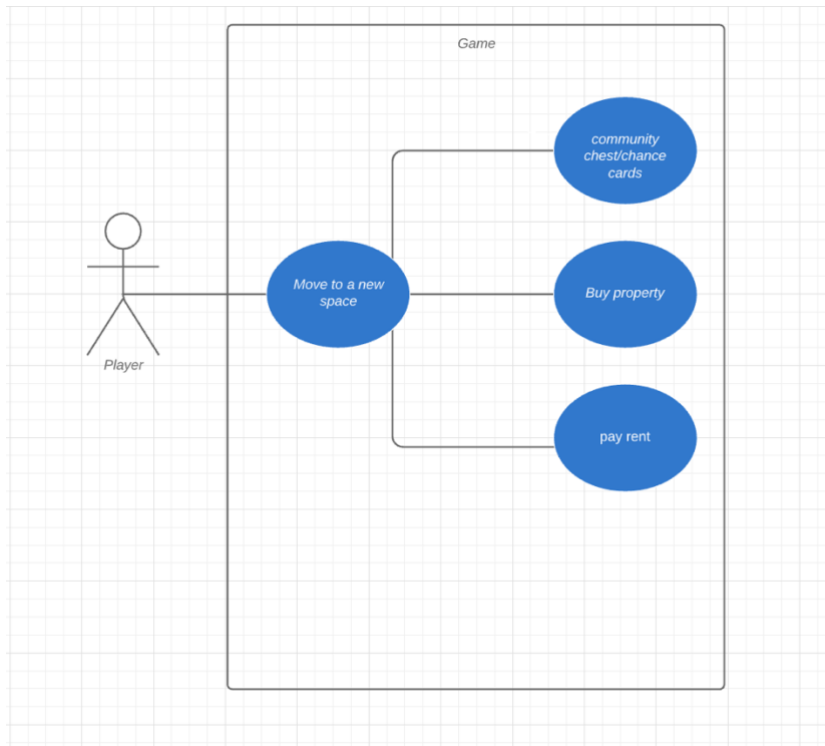 Game
community
chest/chance
cards
Move to a new
space
Buy property
Player
pay rent